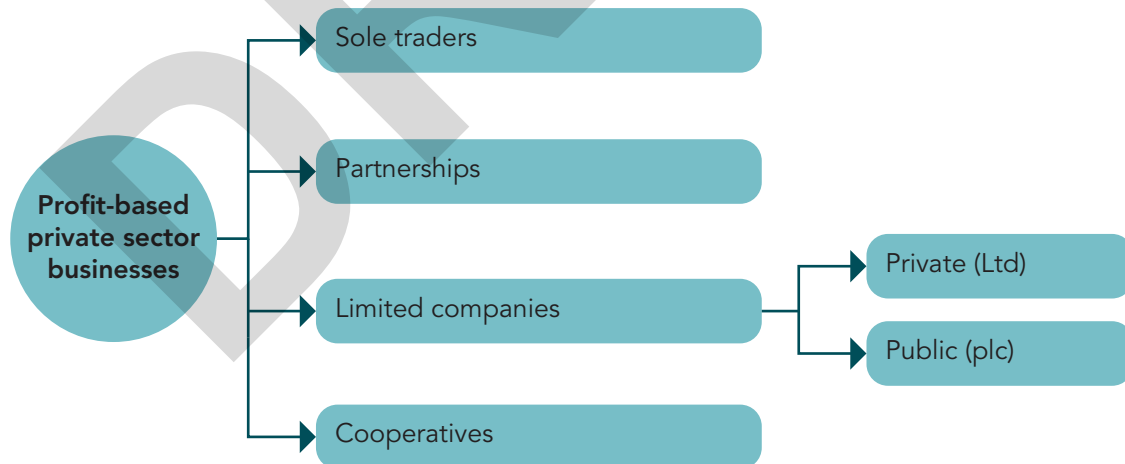 Sole traders
Partnerships
Profit-based
private sector
businesses
Limited companies
Private (Ltd)
Public (plc)
Cooperatives